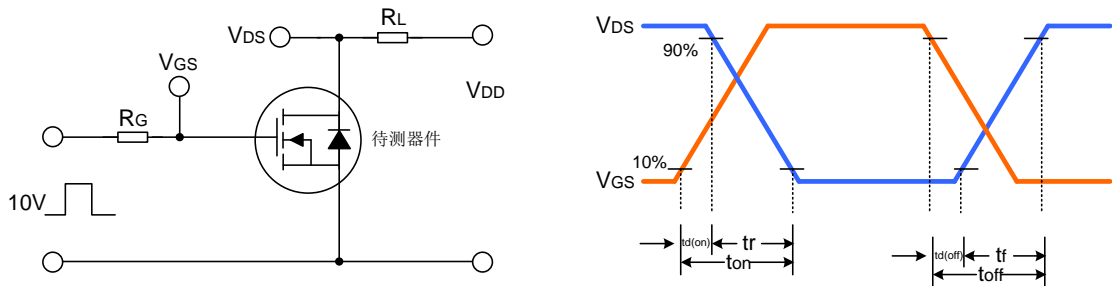 VDS
RL
VGS
VDD
RG
待测器件
10V
VDS
90%
10%
VGS
td(on)
tr
ton
td(off)
tf
toff